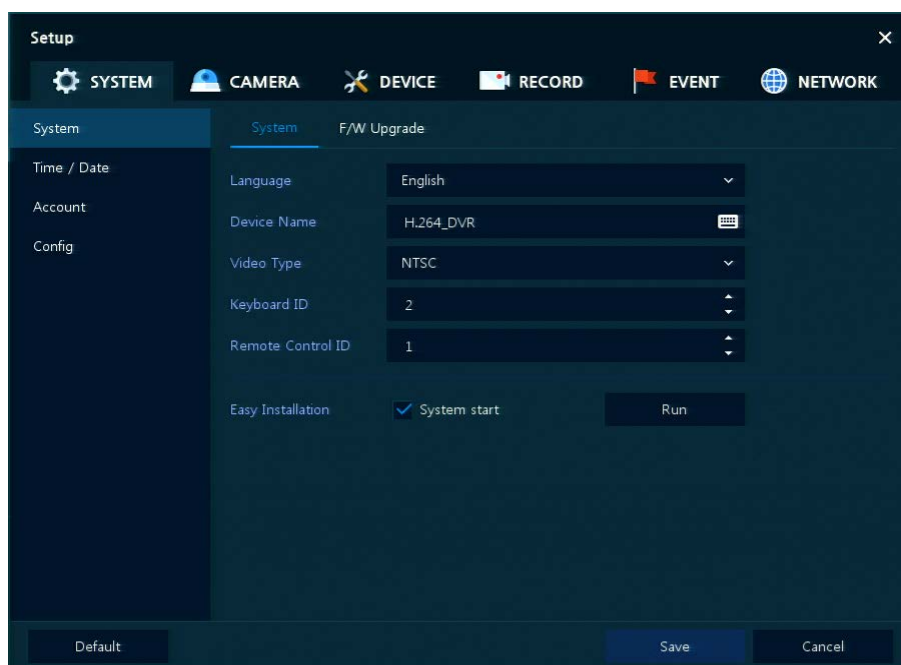 Setup
SYSTEM CAMERA DEVICE RECORD EVENT NETWORK
System
Time / Date
Account
Config
System F/W Upgrade
Language English
Device Name H.264_DVR
Video Type NTSC
Keyboard ID 2
Remote Control ID 1
Easy Installation System start Run
Default Save Cancel